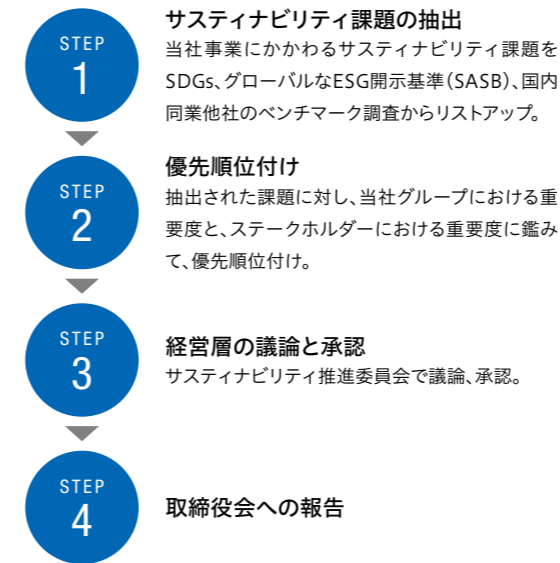 STEP
1
サスティナビリティ課題の抽出
当社事業にかかわるサスティナビリティ課題を
SDGs、グローバルなESG開示基準（SASB）、国内
同業他社のベンチマーク調査からリストアップ。
STEP
2
優先順位付け
抽出された課題に対し、当社グループにおける重
要度と、ステークホルダーにおける重要度に鑑み
て、優先順位付け。
STEP
3
経営層の議論と承認
サスティナビリティ推進委員会で議論、承認。
STEP
4
取締役会への報告